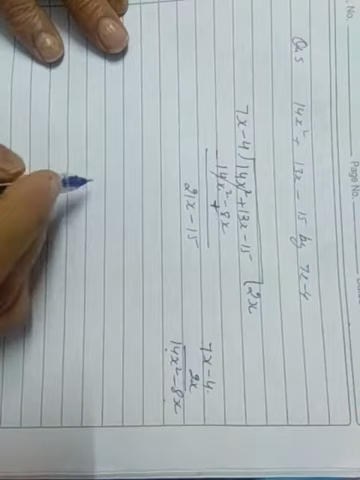 No.
Page No.
Q.5 14x² + 13x - 15 by 7x-4
7x-4)14x²+13x-15(2x
14x²-8x
- +
21x-15
7x-4
2x
14x²-8x